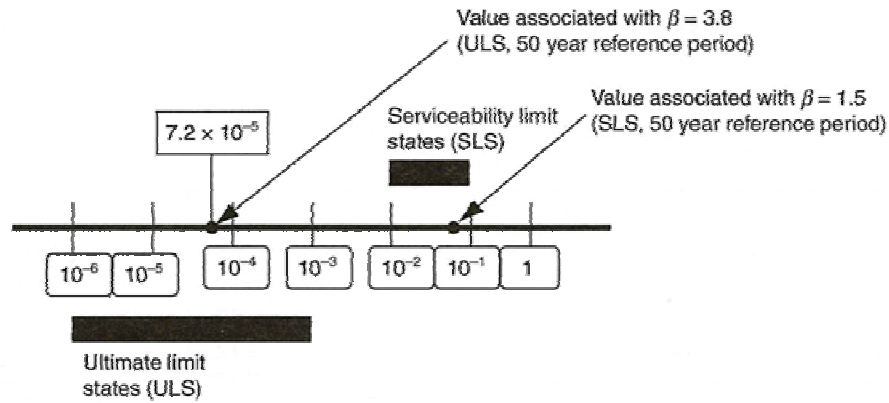 Value associated with β = 3.8
(ULS, 50 year reference period)
Value associated with β = 1.5
(SLS, 50 year reference period)
Serviceability limit
states (SLS)
7.2 × 10⁻⁵
10⁻⁶ 10⁻⁵ 10⁻⁴ 10⁻³ 10⁻² 10⁻¹ 1
Ultimate limit
states (ULS)